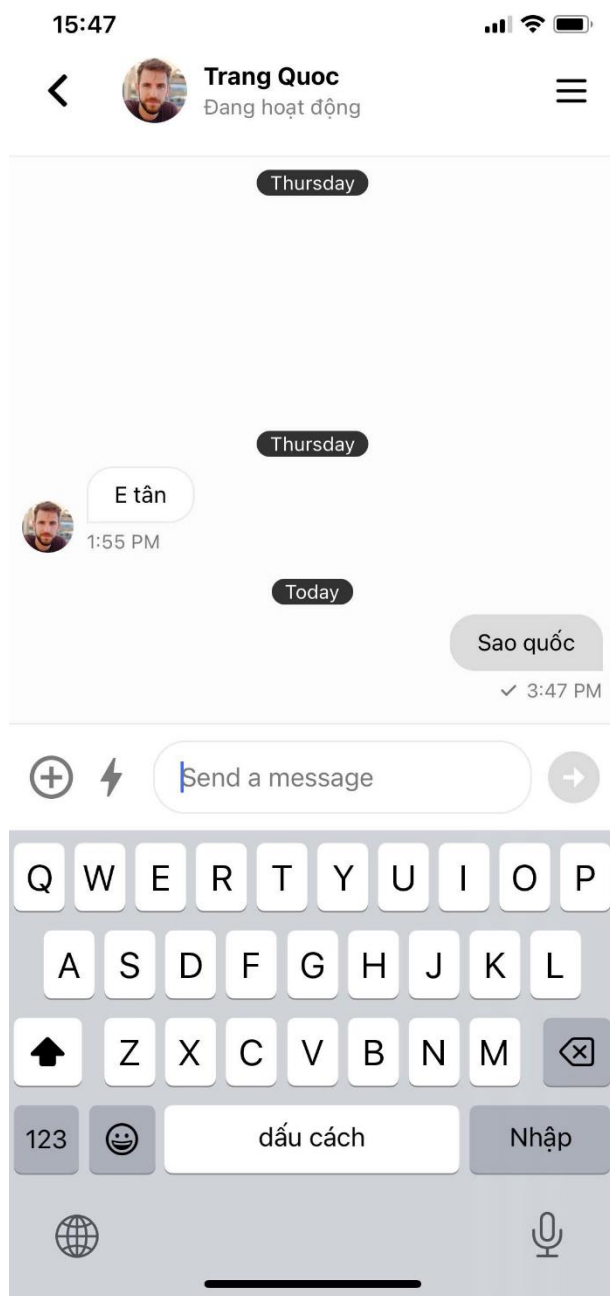 15:47
Trang Quoc
Đang hoạt động
Thursday
Thursday
E tân
1:55 PM
Today
Sao quốc
✓ 3:47 PM
Send a message
Q W E R T Y U I O P
A S D F G H J K L
Z X C V B N M
123 dấu cách Nhập